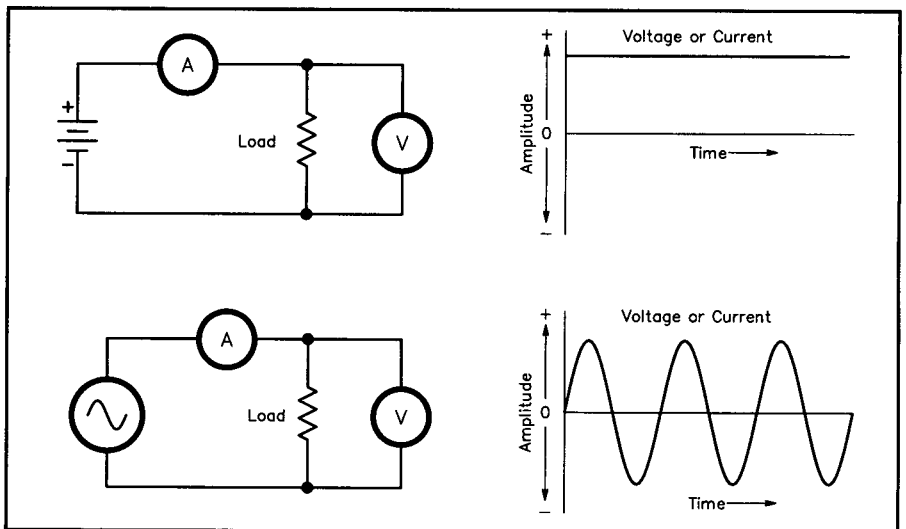 A
+
-
Load
V
Voltage or Current
+
Amplitude
0
Time
-
A
Load
V
Voltage or Current
+
Amplitude
0
Time
-